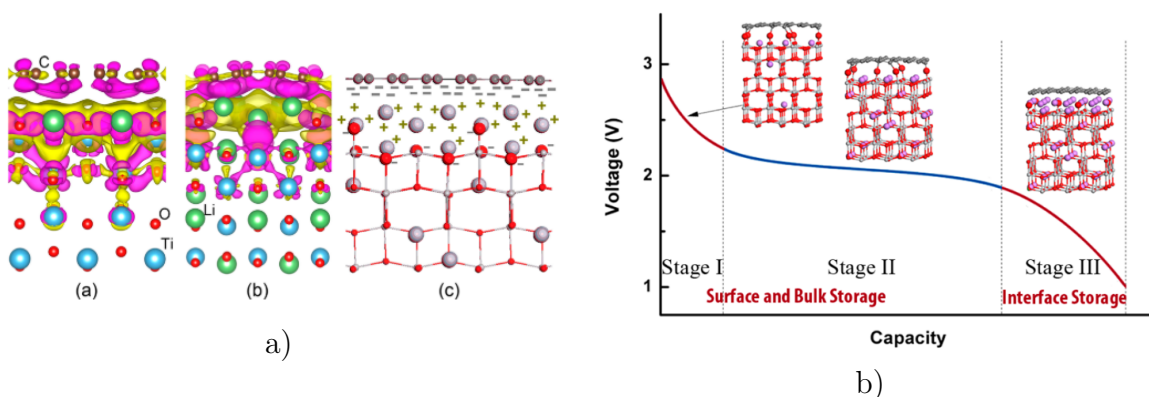 C
O
Li
Ti
(a)
(b)
(c)
a)
Voltage (V)
3
2
1
Stage I
Stage II
Stage III
Surface and Bulk Storage
Interface Storage
Capacity
b)